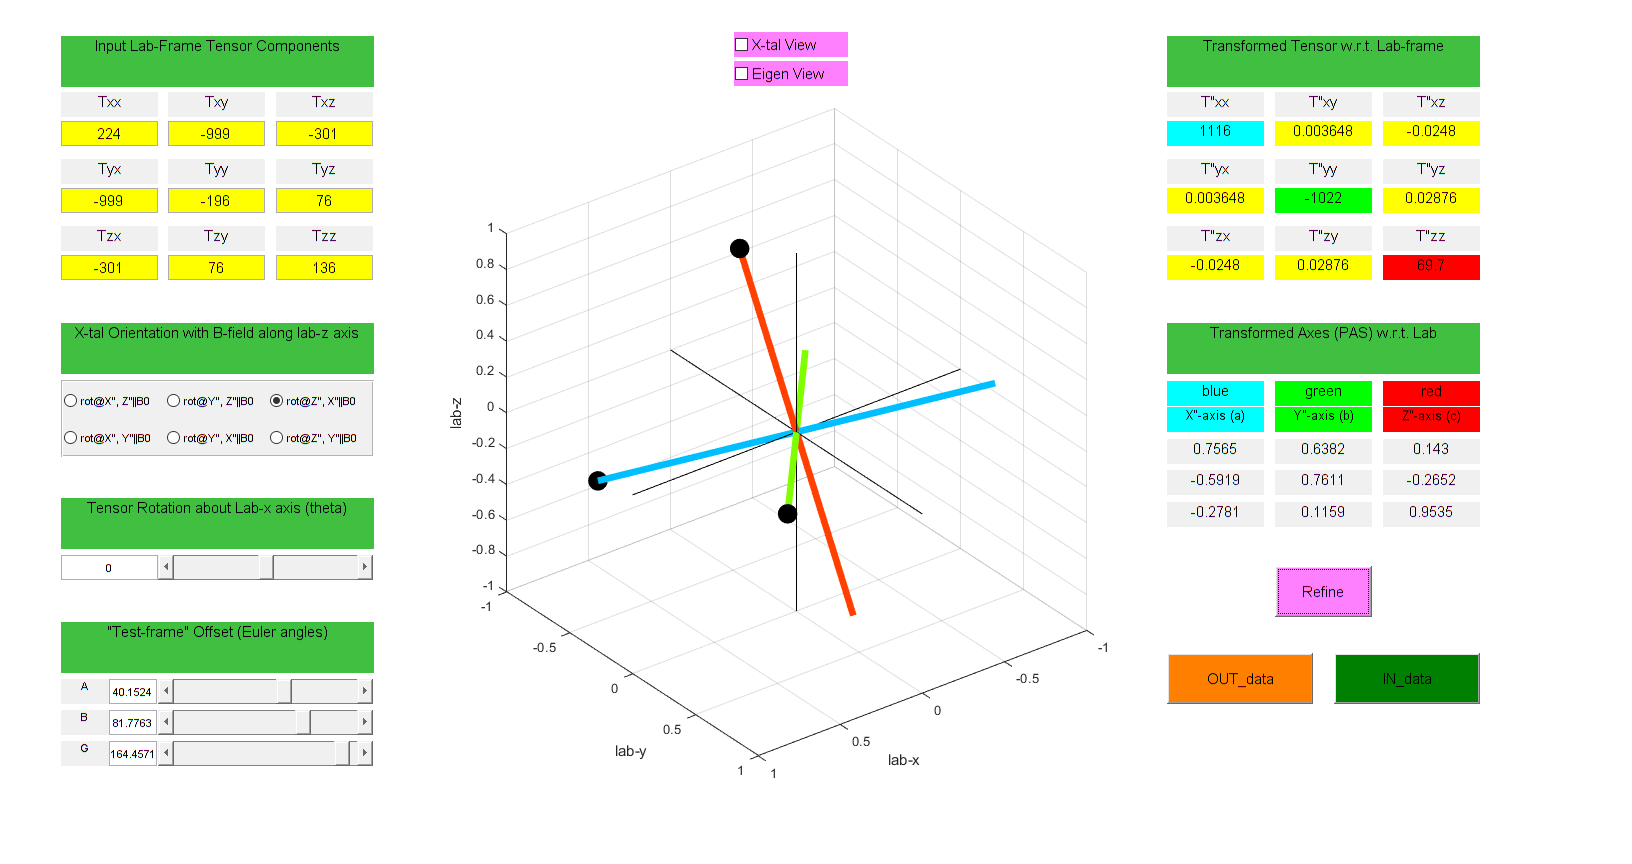 Input Lab-Frame Tensor Components
Txx Txy Txz
224 -999 -301
Tyx Tyy Tyz
-999 -196 76
Tzx Tzy Tzz
-301 76 136
X-tal Orientation with B-field along lab-z axis
rot@X", Z"||B0 rot@Y", Z"||B0 rot@Z", X"||B0
rot@X", Y"||B0 rot@Y", X"||B0 rot@Z", Y"||B0
Tensor Rotation about Lab-x axis (theta)
0
"Test-frame" Offset (Euler angles)
A 40.1524
B 81.7763
G 164.4571
X-tal View
Eigen View
1
0.8
0.6
0.4
0.2
0
-0.2
-0.4
-0.6
-0.8
-1
lab-z
-1
-0.5
0
0.5
1
lab-y
1
0.5
0
-0.5
-1
lab-x
Transformed Tensor w.r.t. Lab-frame
T"xx T"xy T"xz
1116 0.003648 -0.0248
T"yx T"yy T"yz
0.003648 -1022 0.02876
T"zx T"zy T"zz
-0.0248 0.02876 69.7
Transformed Axes (PAS) w.r.t. Lab
blue green red
X"-axis (a) Y"-axis (b) Z"-axis (c)
0.7565 0.6382 0.143
-0.5919 0.7611 -0.2652
-0.2781 0.1159 0.9535
Refine
OUT_data IN_data